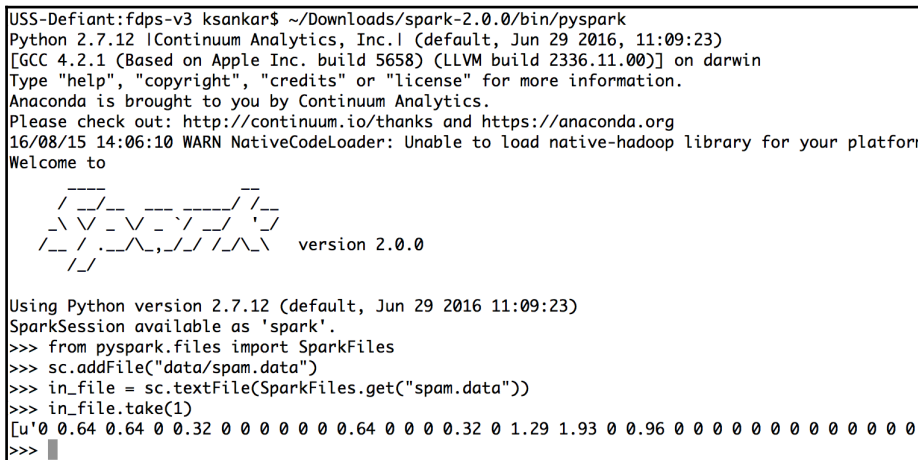 USS-Defiant:fdps-v3 ksankar$ ~/Downloads/spark-2.0.0/bin/pyspark
Python 2.7.12 |Continuum Analytics, Inc.| (default, Jun 29 2016, 11:09:23)
[GCC 4.2.1 (Based on Apple Inc. build 5658) (LLVM build 2336.11.00)] on darwin
Type "help", "copyright", "credits" or "license" for more information.
Anaconda is brought to you by Continuum Analytics.
Please check out: http://continuum.io/thanks and https://anaconda.org
16/08/15 14:06:10 WARN NativeCodeLoader: Unable to load native-hadoop library for your platfor
Welcome to
      ____              __
     / __/__  ___ _____/ /__
    _\ \/ _ \/ _ `/ __/  '_/
   /__ / .__/\_,_/_/ /_/\_\   version 2.0.0
      /_/
Using Python version 2.7.12 (default, Jun 29 2016 11:09:23)
SparkSession available as 'spark'.
>>> from pyspark.files import SparkFiles
>>> sc.addFile("data/spam.data")
>>> in_file = sc.textFile(SparkFiles.get("spam.data"))
>>> in_file.take(1)
[u'0 0.64 0.64 0 0.32 0 0 0 0 0 0 0.64 0 0 0 0.32 0 1.29 1.93 0 0.96 0 0 0 0 0 0 0 0 0 0 0 0 0
>>>